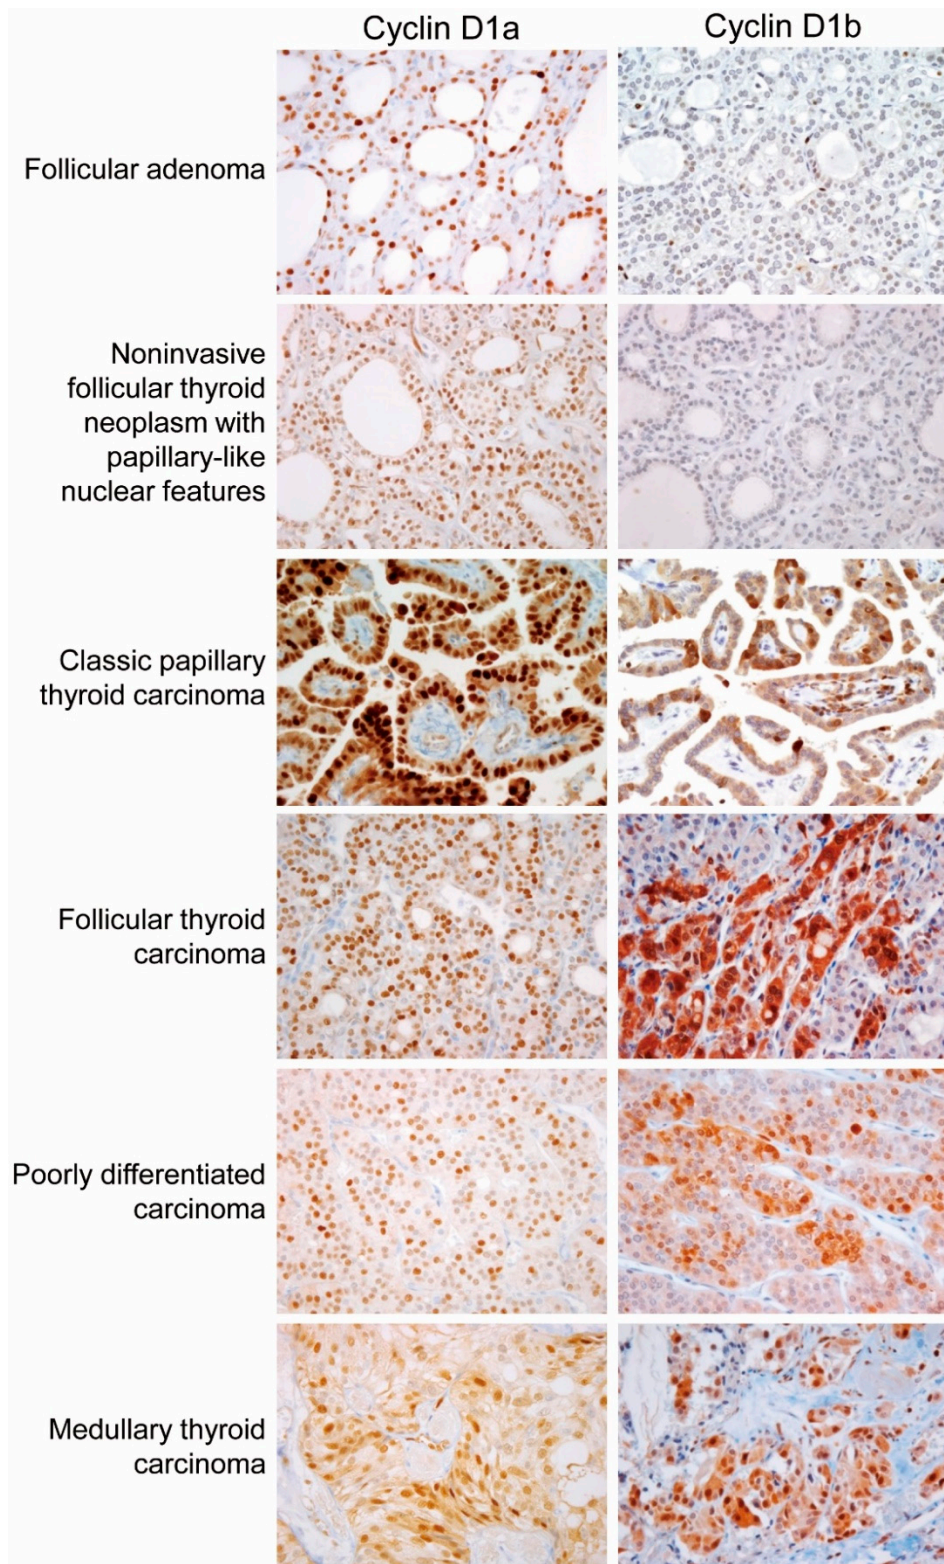 Cyclin D1a
Cyclin D1b
Follicular adenoma
Noninvasive
follicular thyroid
neoplasm with
papillary-like
nuclear features
Classic papillary
thyroid carcinoma
Follicular thyroid
carcinoma
Poorly differentiated
carcinoma
Medullary thyroid
carcinoma